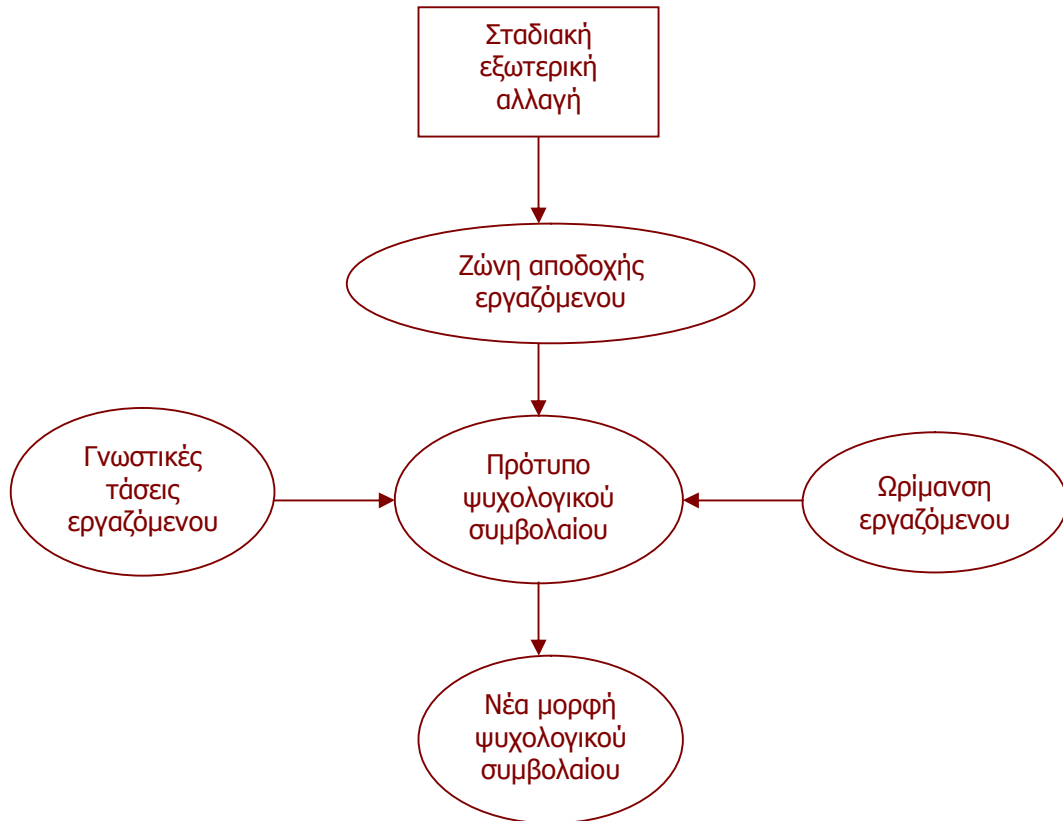 Σταδιακή
εξωτερική
αλλαγή
Ζώνη αποδοχής
εργαζόμενου
Γνωστικές
τάσεις
εργαζόμενου
Πρότυπο
ψυχολογικού
συμβολαίου
Ωρίμανση
εργαζόμενου
Νέα μορφή
ψυχολογικού
συμβολαίου